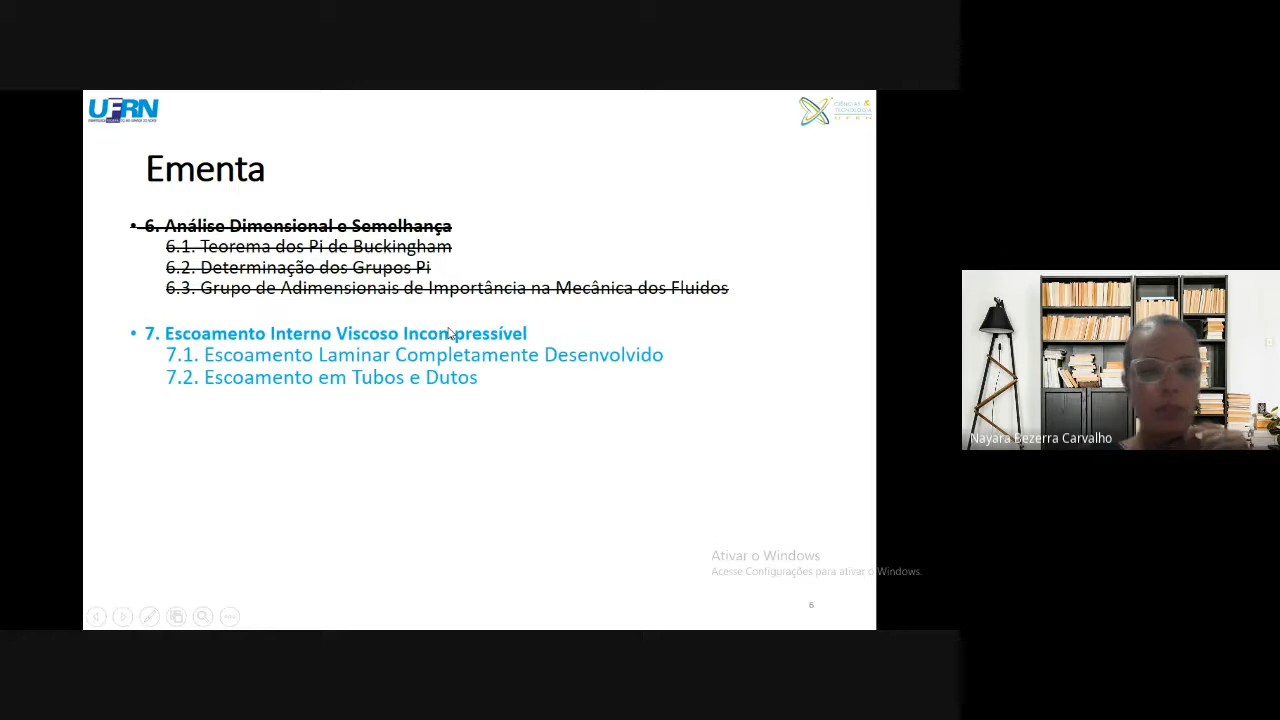 UFRN
CIÊNCIAS &
TECNOLOGIA
UFRN
Ementa
• 6. Análise Dimensional e Semelhança
6.1. Teorema dos Pi de Buckingham
6.2. Determinação dos Grupos Pi
6.3. Grupo de Adimensionais de Importância na Mecânica dos Fluidos
• 7. Escoamento Interno Viscoso Incompressível
7.1. Escoamento Laminar Completamente Desenvolvido
7.2. Escoamento em Tubos e Dutos
Nayara Bezerra Carvalho
Ativar o Windows
Acesse Configurações para ativar o Windows.
6